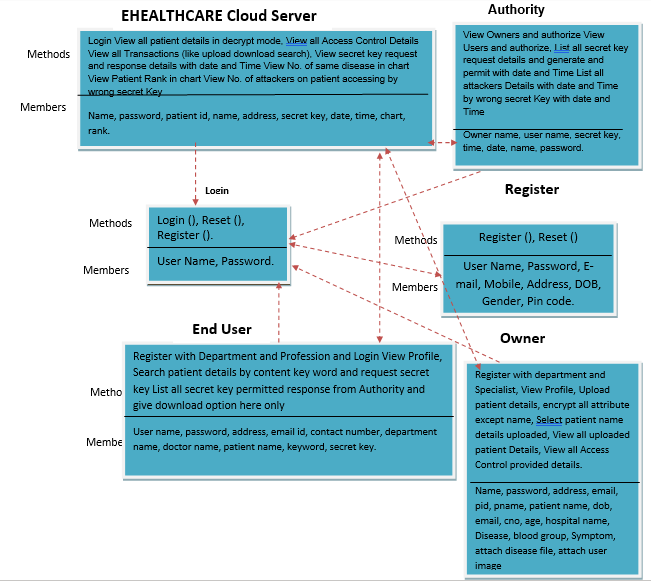 EHEALTHCARE Cloud Server
Methods
Login View all patient details in decrypt mode, View all Access Control Details
View all Transactions (like upload download search), View secret key request
and response details with date and Time View No. of same disease in chart
View Patient Rank in chart View No. of attackers on patient accessing by
wrong secret Key
Members
Name, password, patient id, name, address, secret key, date, time, chart,
rank.
Authority
View Owners and authorize View
Users and authorize, List all secret key
request details and generate and
permit with date and Time List all
attackers Details with date and Time
by wrong secret Key with date and
Time
Owner name, user name, secret key,
time, date, name, password.
Login
Methods
Login (), Reset (),
Register ().
Members
User Name, Password.
Register
Methods
Register (), Reset ()
Members
User Name, Password, E-
mail, Mobile, Address, DOB,
Gender, Pin code.
End User
Register with Department and Profession and Login View Profile,
Search patient details by content key word and request secret
key List all secret key permitted response from Authority and
give download option here only
Metho
User name, password, address, email id, contact number, department
name, doctor name, patient name, keyword, secret key.
Membe
Owner
Register with department and
Specialist, View Profile, Upload
patient details, encrypt all attribute
except name, Select patient name
details uploaded, View all uploaded
patient Details, View all Access
Control provided details.
Name, password, address, email,
pid, pname, patient name, dob,
email, cno, age, hospital name,
Disease, blood group, Symptom,
attach disease file, attach user
image